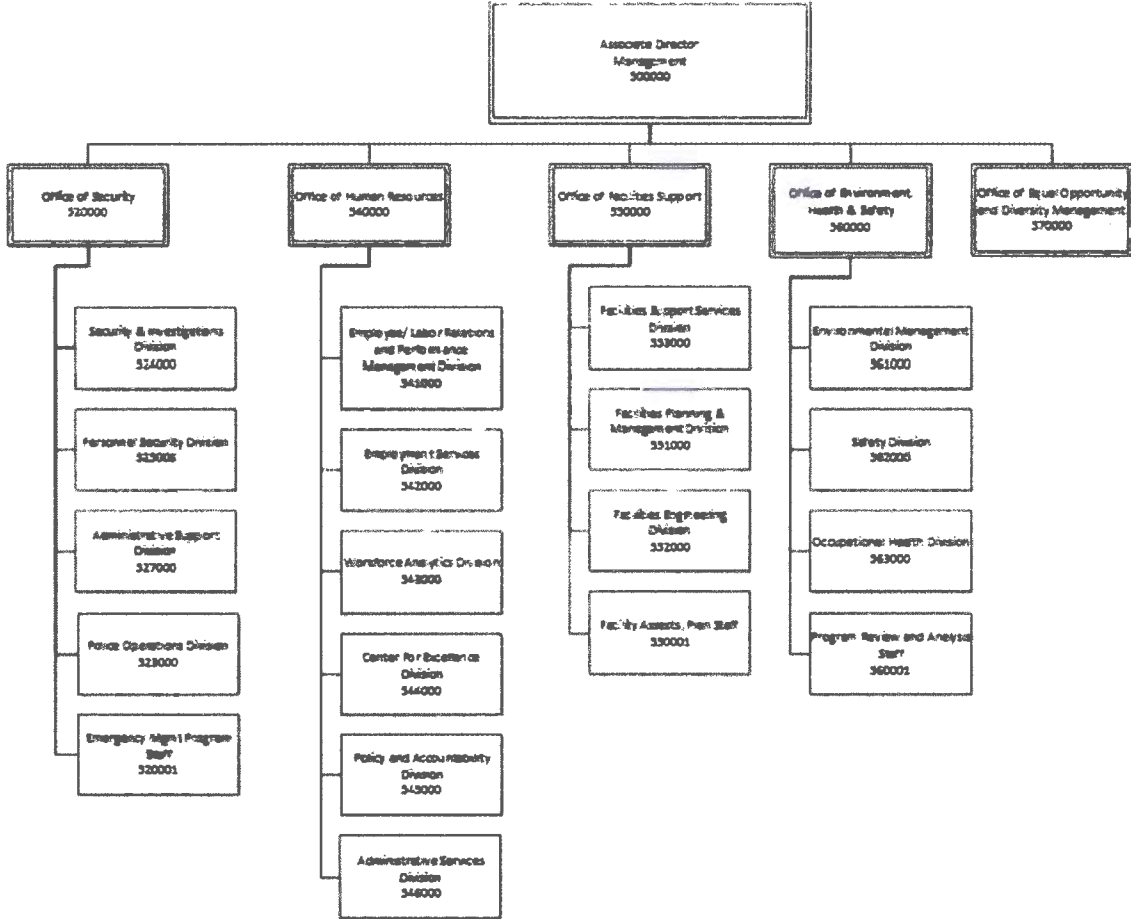 Associate Director
Management
500000
Office of Security
520000
Office of Human Resources
540000
Office of Facilities Support
550000
Office of Environment,
Health & Safety
560000
Office of Equal Opportunity
and Diversity Management
570000
Security & Investigations
Division
524000
Personnel Security Division
Administrative Support
Division
527000
Police Operations Division
Emergency Mgmt Program
Staff
520001
Employee/ Labor Relations
and Performance
Management Division
541000
Employment Services
Division
542000
Workforce Analytics Division
543000
Center For Excellence
Division
544000
Policy and Accountability
Division
545000
Administrative Services
Division
546000
Facilities Support Services
Division
553000
Facilities Planning &
Management Division
551000
Facilities Engineering
Division
552000
Facility Assests, Staff
550001
Environmental Management
Division
561000
Safety Division
562000
Occupational Health Division
563000
Program Review and Analysis
Staff
560001